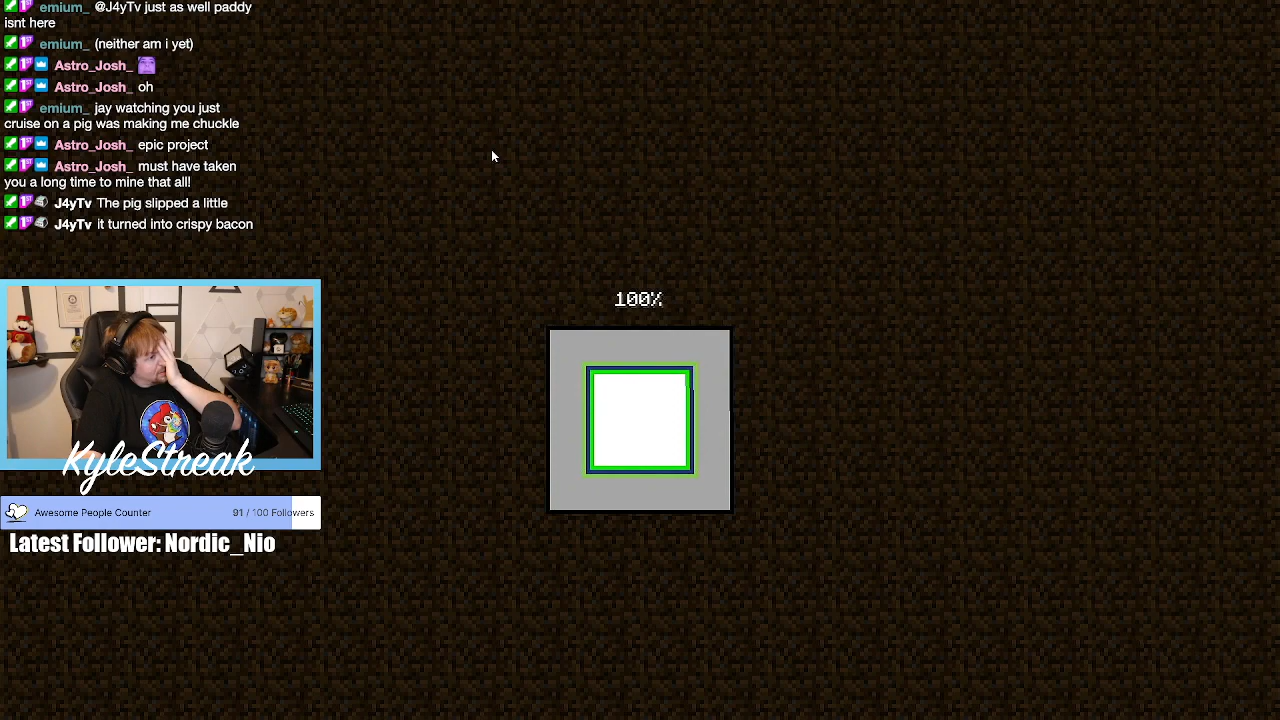 emium_ @J4yTv just as well paddy
isnt here
emium_ (neither am i yet)
Astro_Josh_
Astro_Josh_ oh
emium_ jay watching you just
cruise on a pig was making me chuckle
Astro_Josh_ epic project
Astro_Josh_ must have taken
you a long time to mine that all!
J4yTv The pig slipped a little
J4yTv it turned into crispy bacon
100%
KyleStreak
Awesome People Counter 91 / 100 Followers
Latest Follower: Nordic_Nio